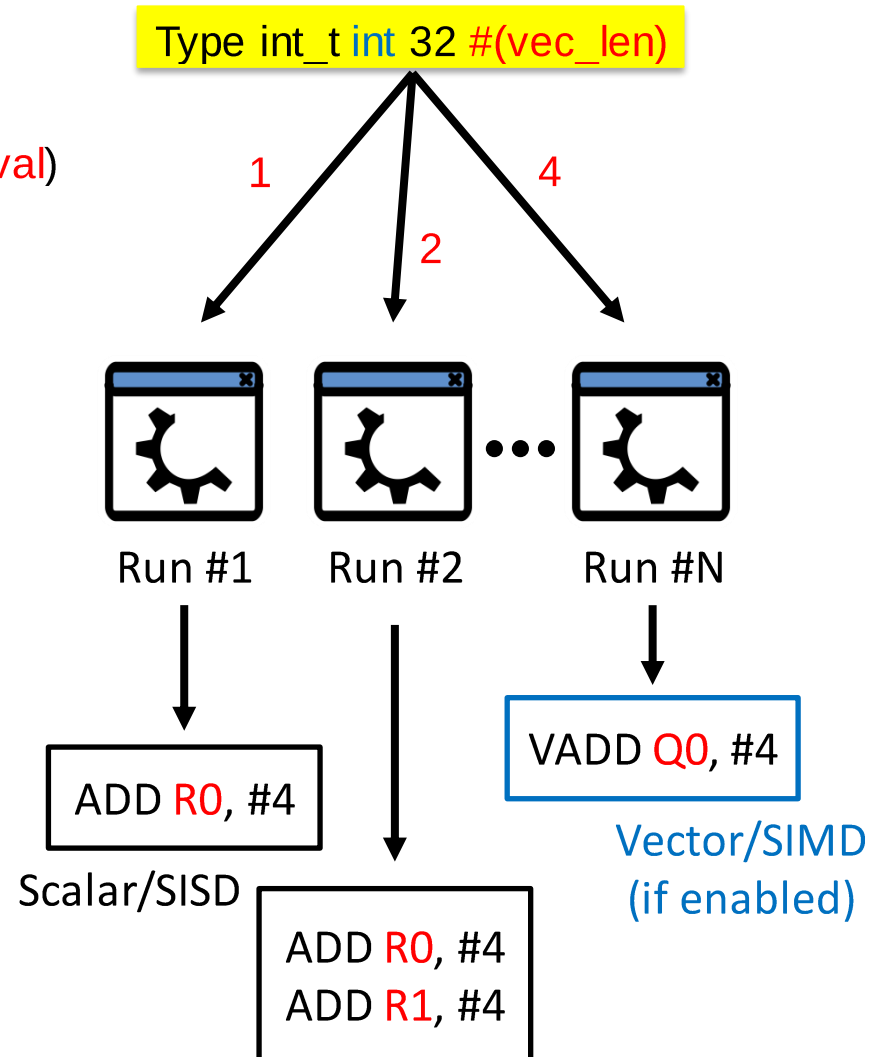 Type int_t int 32 #(vec_len)
val)
1
2
4
Run #1
Run #2
Run #N
ADD R0, #4
Scalar/SISD
ADD R0, #4
ADD R1, #4
VADD Q0, #4
Vector/SIMD
(if enabled)